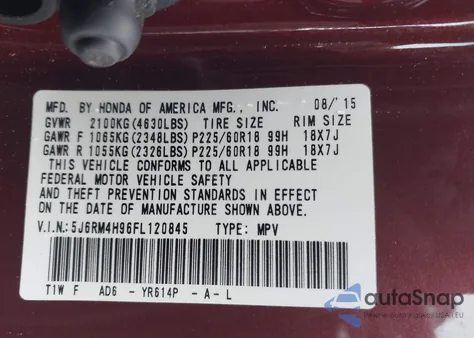 MFD. BY HONDA OF AMERICA MFG., INC. 08/'15
GVWR 2100KG(4630LBS) TIRE SIZE RIM SIZE
GAWR F 1065KG(2348LBS) P225/60R18 99H 18X7J
GAWR R 1055KG(2326LBS) P225/60R18 99H 18X7J
THIS VEHICLE CONFORMS TO ALL APPLICABLE
FEDERAL MOTOR VEHICLE SAFETY
AND THEFT PREVENTION STANDARDS IN EFFECT
ON THE DATE OF MANUFACTURE SHOWN ABOVE.
V.I.N.: 5J6RM4H96FL120845 TYPE: MPV
T1W F AD6 - YR614P - A - L
autoSnap